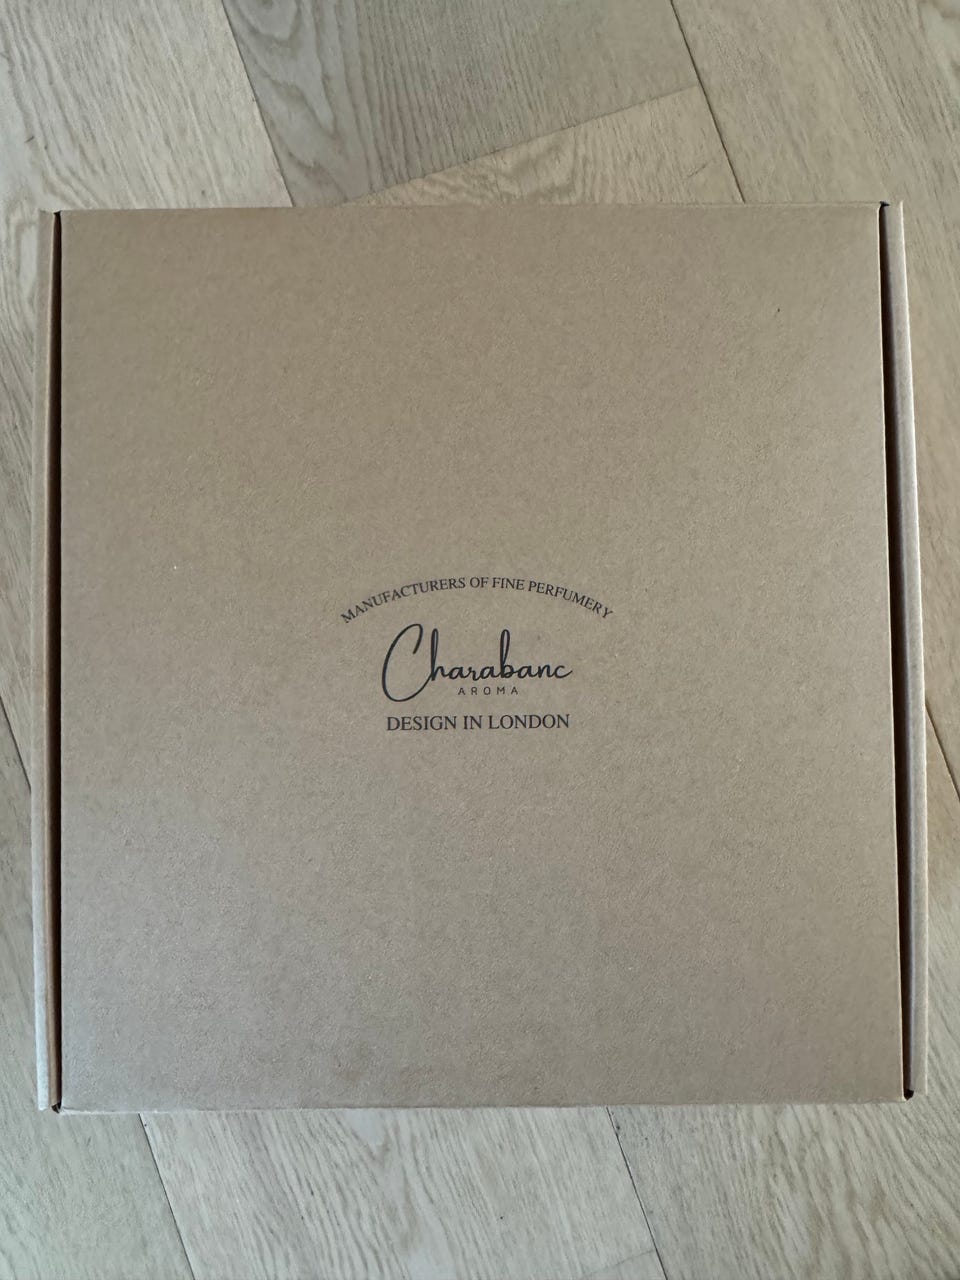 MANUFACTURERS OF FINE PERFUMERY
Charabanc
AROMA
DESIGN IN LONDON